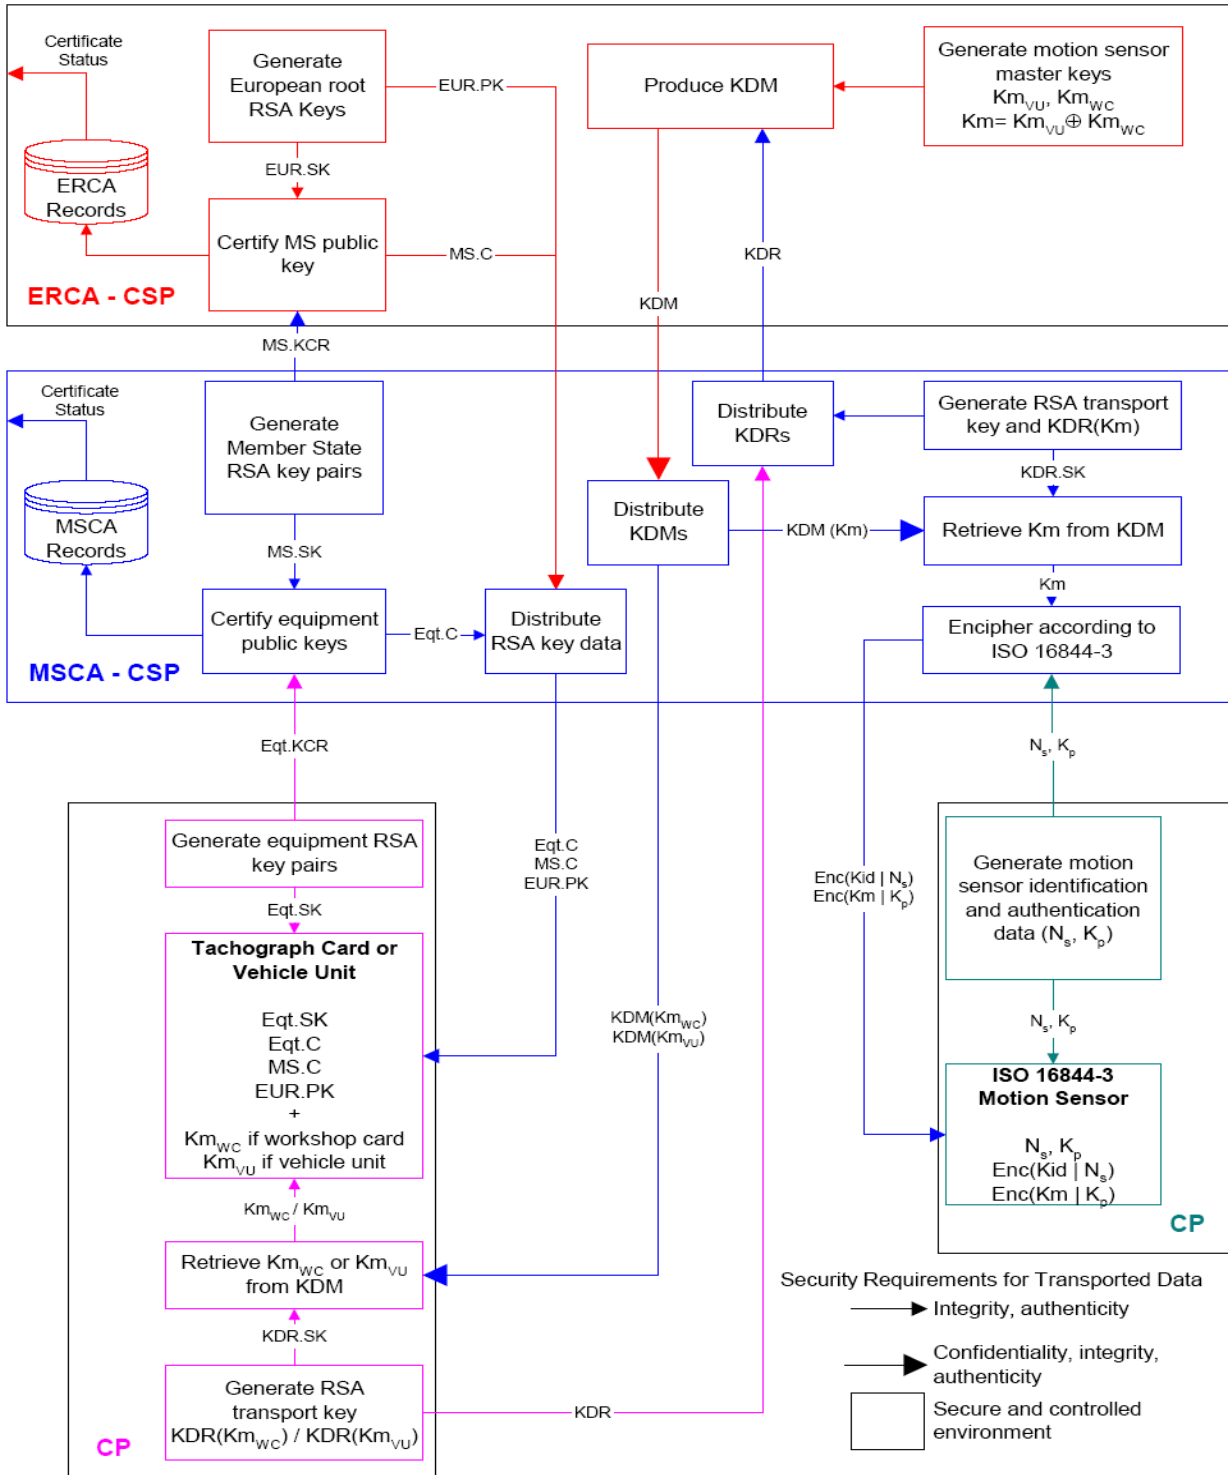 Certificate
Status
Generate
European root
RSA Keys
EUR.PK
Produce KDM
Generate motion sensor
master keys
Km_VU, Km_WC
Km= Km_VU⊕ Km_WC
EUR.SK
ERCA
Records
Certify MS public
key
MS.C
KDR
KDM
ERCA - CSP
MS.KCR
Certificate
Status
Generate
Member State
RSA key pairs
Distribute
KDRs
Generate RSA transport
key and KDR(Km)
KDR.SK
MSCA
Records
Distribute
KDMs
KDM (Km)
Retrieve Km from KDM
MS.SK
Km
Certify equipment
public keys
Eqt.C
Distribute
RSA key data
Encipher according to
ISO 16844-3
MSCA - CSP
Eqt.KCR
N_s, K_p
Generate equipment RSA
key pairs
Eqt.C
MS.C
EUR.PK
Enc(Kid | N_s)
Enc(Km | K_p)
Generate motion
sensor identification
and authentication
data (N_s, K_p)
Eqt.SK
Tachograph Card or
Vehicle Unit
Eqt.SK
Eqt.C
MS.C
EUR.PK
+
Km_WC if workshop card
Km_VU if vehicle unit
KDM(Km_WC)
KDM(Km_VU)
N_s, K_p
ISO 16844-3
Motion Sensor
N_s, K_p
Enc(Kid | N_s)
Enc(Km | K_p)
CP
Km_WC / Km_VU
Retrieve Km_WC or Km_VU
from KDM
KDR.SK
Generate RSA
transport key
KDR(Km_WC) / KDR(Km_VU)
KDR
CP
Security Requirements for Transported Data
Integrity, authenticity
Confidentiality, integrity,
authenticity
Secure and controlled
environment